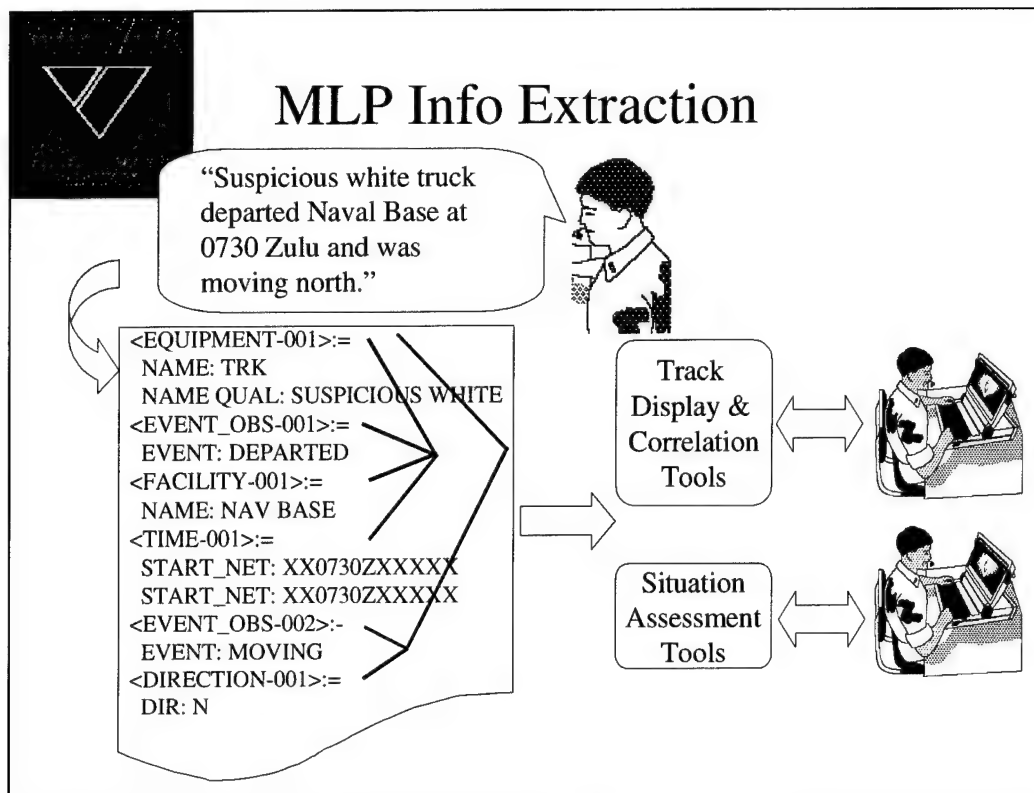 MLP Info Extraction
“Suspicious white truck
departed Naval Base at
0730 Zulu and was
moving north.”
<EQUIPMENT-001>:=
NAME: TRK
NAME QUAL: SUSPICIOUS WHITE
<EVENT_OBS-001>:=
EVENT: DEPARTED
<FACILITY-001>:=
NAME: NAV BASE
<TIME-001>:=
START_NET: XX0730ZXXXXX
START_NET: XX0730ZXXXXX
<EVENT_OBS-002>:-
EVENT: MOVING
<DIRECTION-001>:=
DIR: N
Track
Display &
Correlation
Tools
Situation
Assessment
Tools